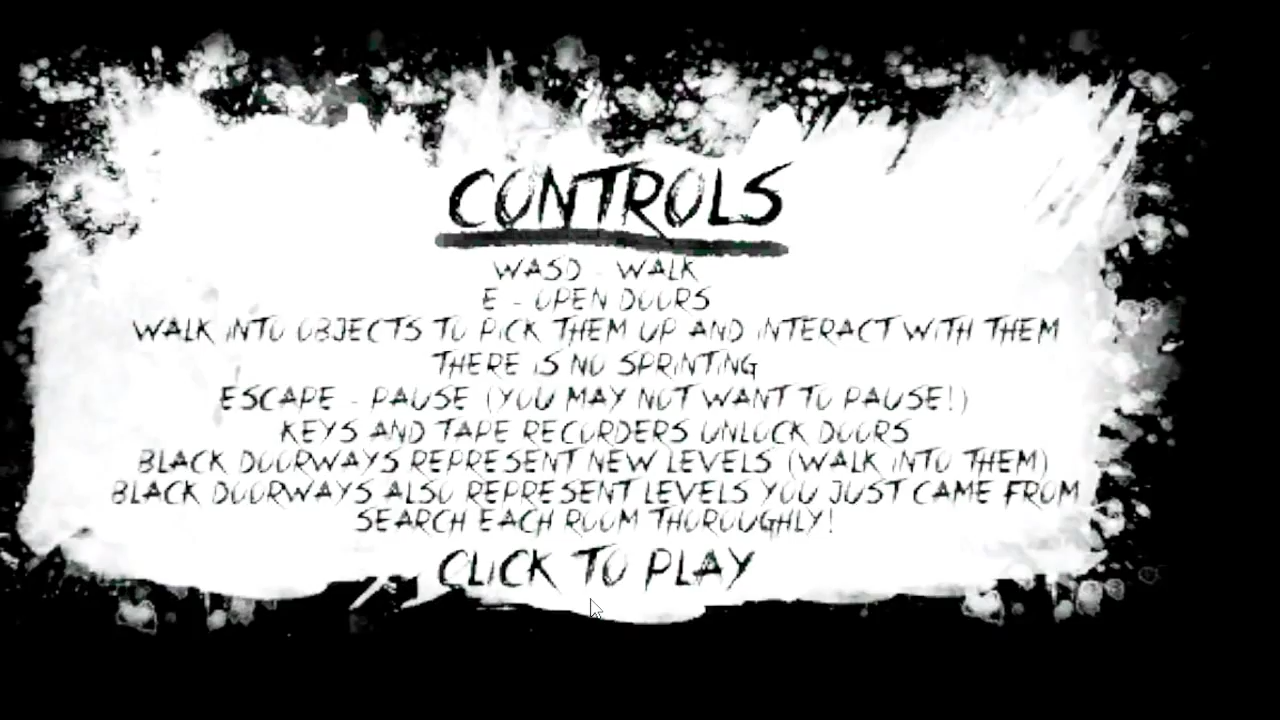 CONTROLS
WASD - WALK
E - OPEN DOORS
WALK INTO OBJECTS TO PICK THEM UP AND INTERACT WITH THEM
THERE IS NO SPRINTING
ESCAPE - PAUSE (YOU MAY NOT WANT TO PAUSE!)
KEYS AND TAPE RECORDERS UNLOCK DOORS
BLACK DOORWAYS REPRESENT NEW LEVELS (WALK INTO THEM)
BLACK DOORWAYS ALSO REPRESENT LEVELS YOU JUST CAME FROM
SEARCH EACH ROOM THOROUGHLY!
CLICK TO PLAY